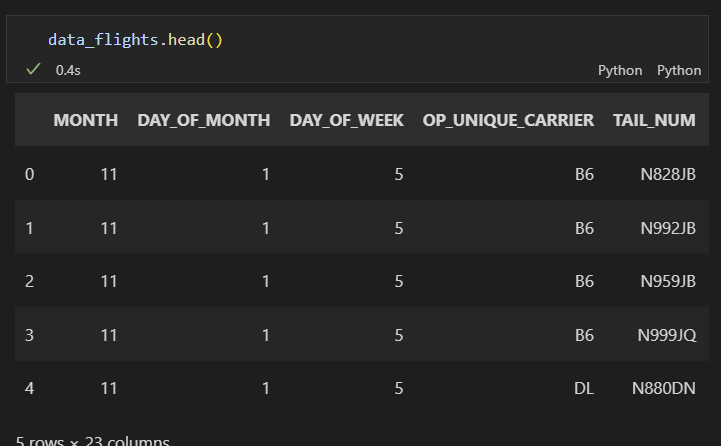 data_flights.head()
0.4s Python Python
MONTH DAY_OF_MONTH DAY_OF_WEEK OP_UNIQUE_CARRIER TAIL_NUM
0 11 1 5 B6 N828JB
1 11 1 5 B6 N992JB
2 11 1 5 B6 N959JB
3 11 1 5 B6 N999JQ
4 11 1 5 DL N880DN
5 rows × 23 columns